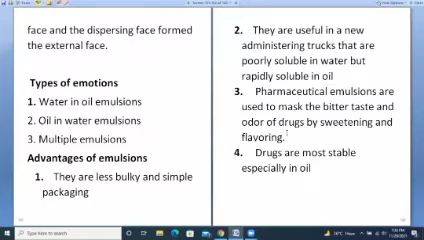 face and the dispersing face formed
the external face.
Types of emotions
1. Water in oil emulsions
2. Oil in water emulsions
3. Multiple emulsions
Advantages of emulsions
1. They are less bulky and simple
packaging
2. They are useful in a new
administering trucks that are
poorly soluble in water but
rapidly soluble in oil
3. Pharmaceutical emulsions are
used to mask the bitter taste and
odor of drugs by sweetening and
flavoring.
4. Drugs are most stable
especially in oil
Type here to search